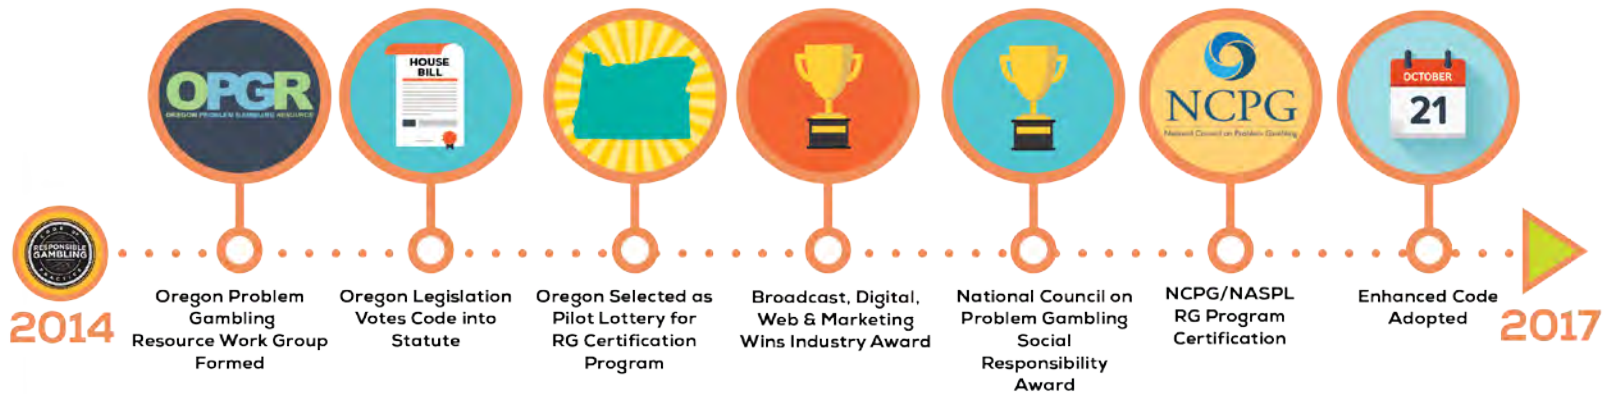 OPGR
OREGON PROBLEM GAMBLING RESOURCE
HOUSE
BILL
NCPG
National Council on Problem Gambling
OCTOBER
21
CODE OF
RESPONSIBLE
GAMBLING
PRACTICE
2014
Oregon Problem
Gambling
Resource Work Group
Formed
Oregon Legislation
Votes Code into
Statute
Oregon Selected as
Pilot Lottery for
RG Certification
Program
Broadcast, Digital,
Web & Marketing
Wins Industry Award
National Council on
Problem Gambling
Social
Responsibility
Award
NCPG/NASPL
RG Program
Certification
Enhanced Code
Adopted
2017